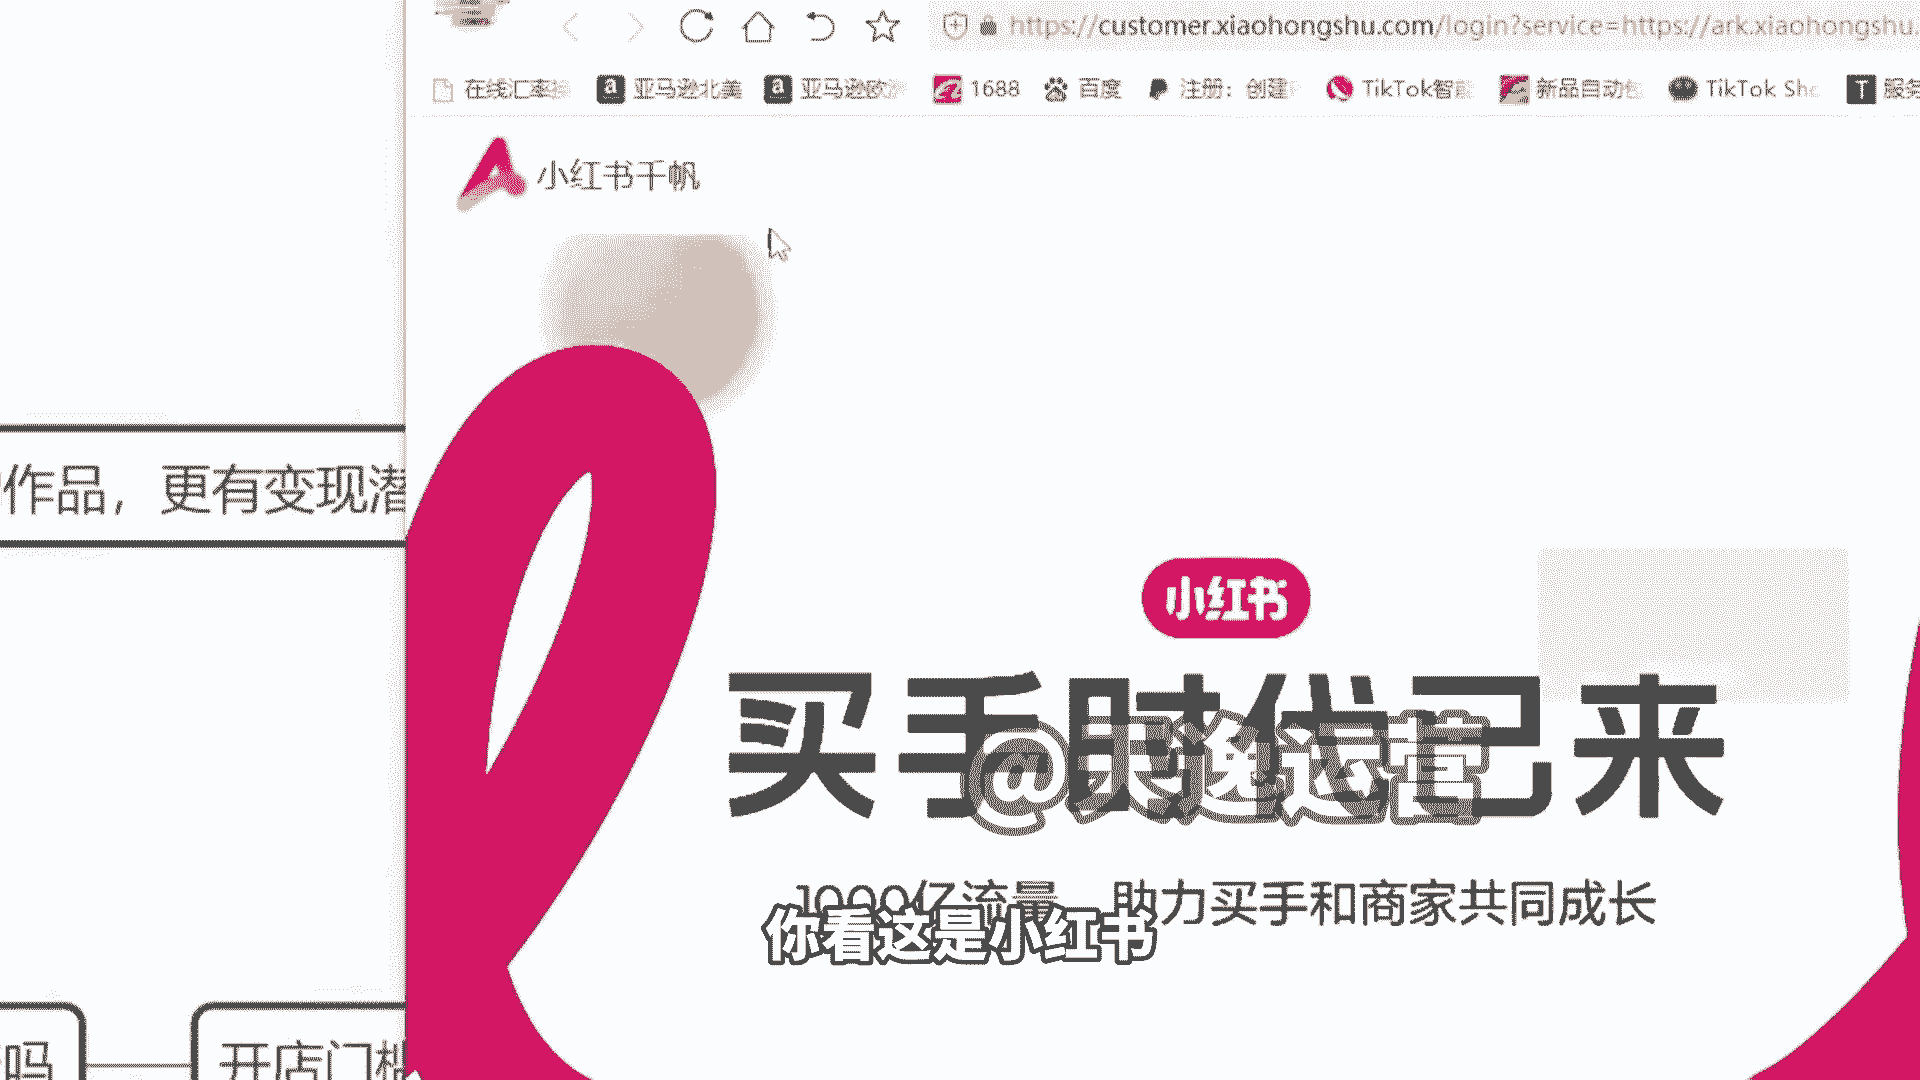 https://customer.xiaohongshu.com/login?service=https://ark.xiaohongshu.
在线汇率
亚马逊北美
亚马逊欧
1688
百度
注册：创建
TikTok智能
新品自动
TikTok Sh
T
服务
小红书千帆
作品，更有变现潜
小红书
买手时代已来
@天逸运营
1000亿流量 助力买手和商家共同成长
你看这是小红书
吗
开店门槛